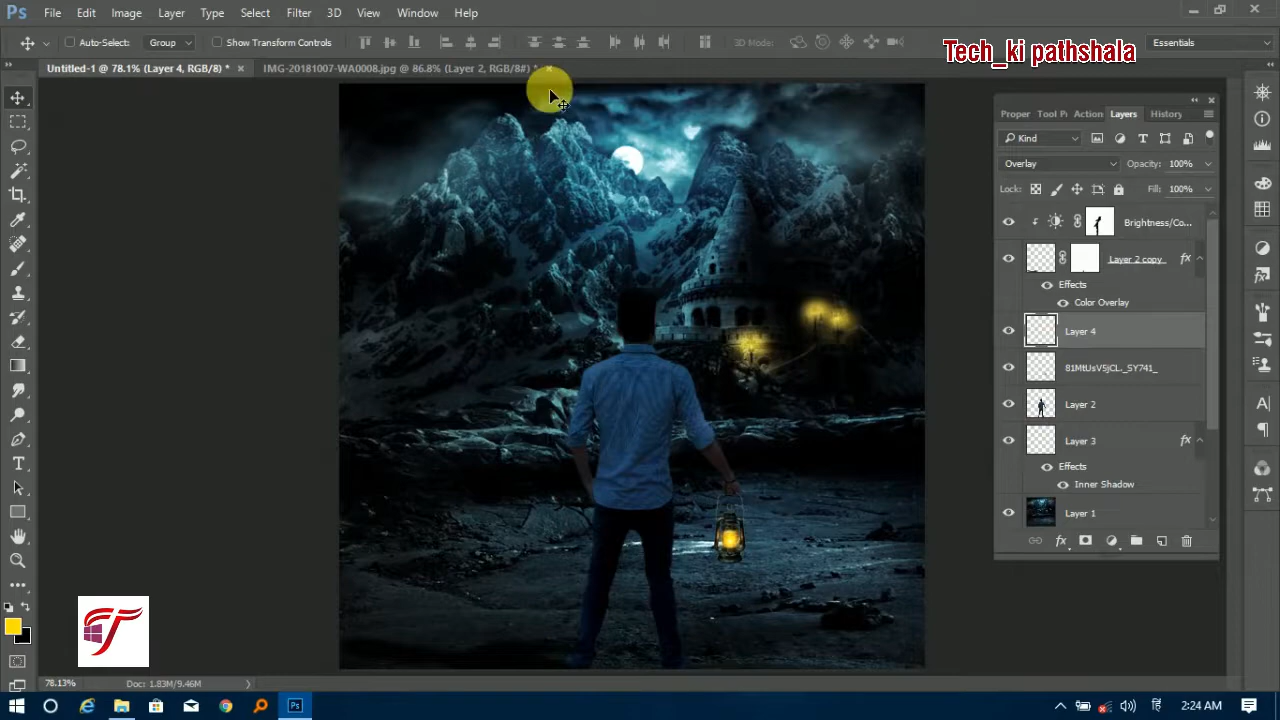 Ps File Edit Image Layer Type Select Filter 3D View Window Help
Auto-Select: Group Show Transform Controls 3D Mode: Essentials
Tech_ki pathshala
Untitled-1 @ 78.1% (Layer 4, RGB/8) * IMG-20181007-WA0008.jpg @ 86.8% (Layer 2, RGB/8#) *
Proper Tool P Action Layers History
Kind
Overlay Opacity: 100%
Lock: Fill: 100%
Brightness/Co...
Layer 2 copy fx
Effects
Color Overlay
Layer 4
81MtUsV5jCL._SY741_
Layer 2
Layer 3 fx
Effects
Inner Shadow
Layer 1
fx
78.13% Doc: 1.83M/9.46M
Ps 2:24 AM